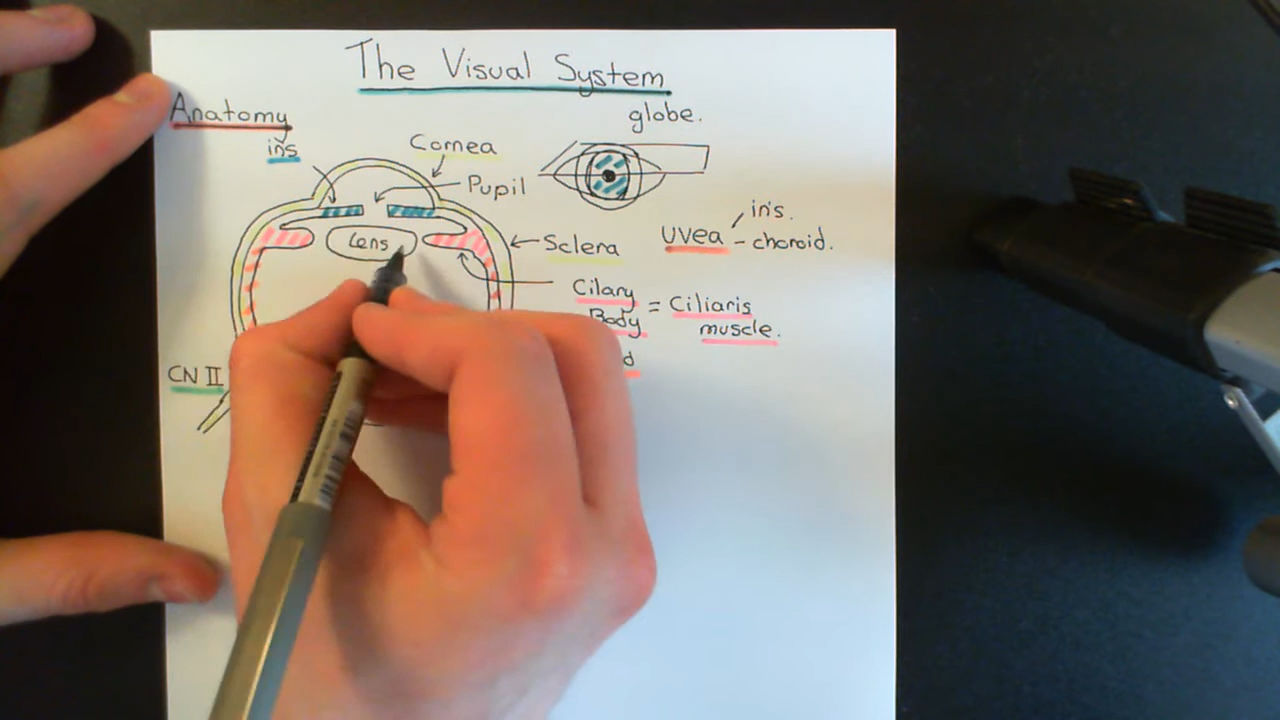 The Visual System
Anatomy
globe.
iris
Cornea
Pupil
Lens
Sclera
uvea
iris.
choroid.
Cilary
Body
= Ciliaris
muscle.
CN II